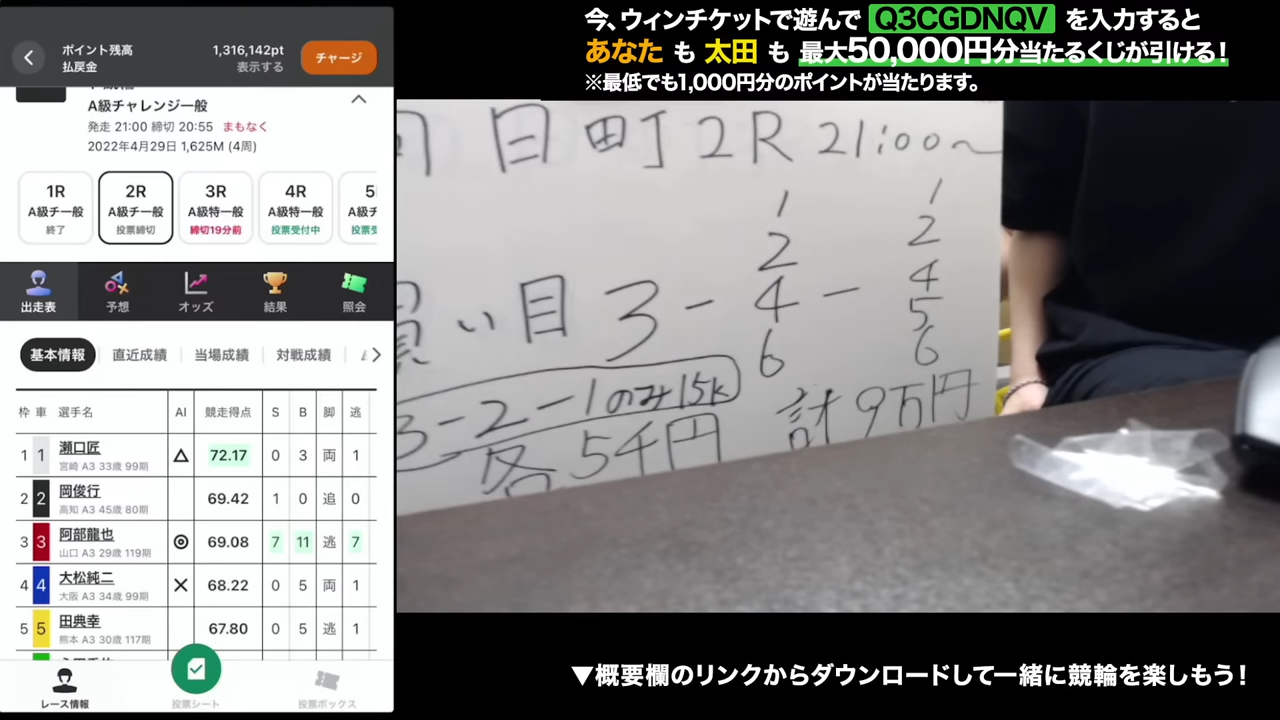 今、ウィンチケットで遊んで Q3CGDNQV を入力すると
あなた も 太田 も 最大50,000円分当たるくじが引ける！
※最低でも1,000円分のポイントが当たります。
ポイント残高 1,316,142pt チャージ
払戻金 表示する
A級チャレンジ一般
発走 21:00 締切 20:55 まもなく
2022年4月29日 1,625M (4周)
1R 2R 3R 4R 5
A級チ一般 A級チ一般 A級特一般 A級特一般 A級チ
終了 投票締切 締切19分前 投票受付中 投票受
出走表 予想 オッズ 結果 照会
基本情報 直近成績 当場成績 対戦成績
枠 車 選手名 AI 競走得点 S B 脚 逃
1 1 瀬口匠 △ 72.17 0 3 両 1
宮崎 A3 33歳 99期
2 2 岡俊行 69.42 1 0 追 0
高知 A3 45歳 80期
3 3 阿部龍也 ◎ 69.08 7 11 逃 7
山口 A3 29歳 119期
4 4 大松純二 × 68.22 0 5 両 1
大阪 A3 34歳 99期
5 5 田典幸 67.80 0 5 逃 1
熊本 A3 30歳 117期
レース情報 投票シート 投票ボックス
向日町 2R 21:00〜
1 1
2 2
買い目 3 - 4 - 4
5
6 6
3-2-1のみ15k
各5千円 計9万円
▼概要欄のリンクからダウンロードして一緒に競輪を楽しもう！